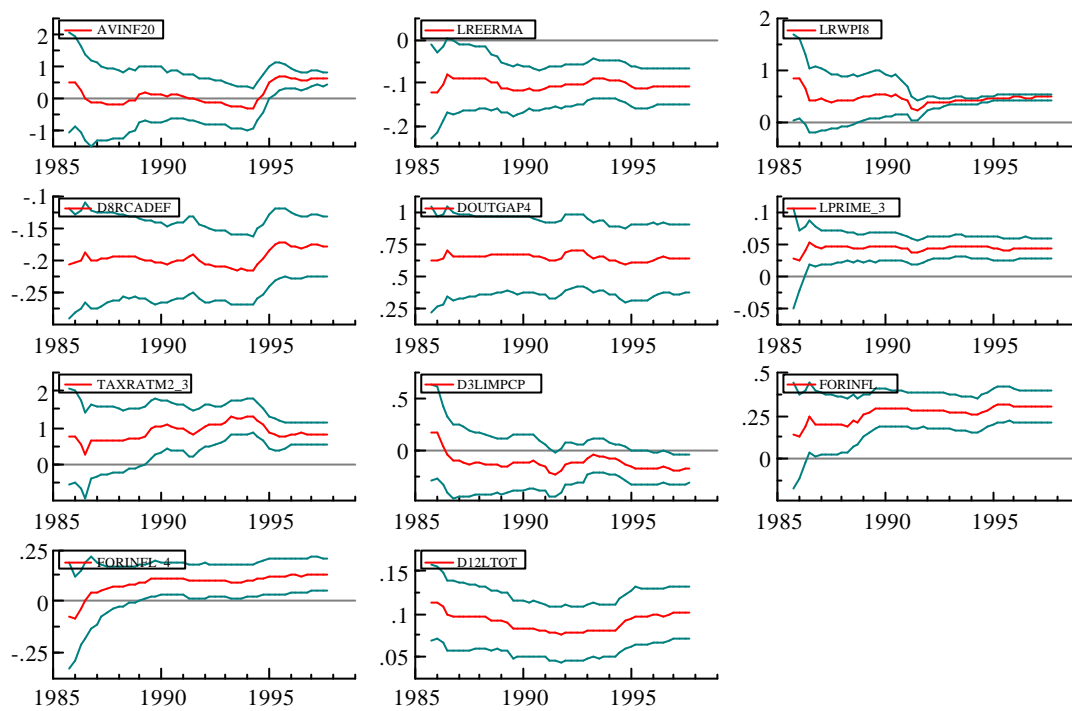 AVINF20
2
1
0
-1
1985 1990 1995
LREERMA
0
-.1
-.2
1985 1990 1995
LRWPI8
2
1
0
1985 1990 1995
D8RCADEF
-.1
-.15
-.2
-.25
1985 1990 1995
DOUTGAP4
1
.75
.5
.25
1985 1990 1995
LPRIME_3
.1
.05
0
-.05
1985 1990 1995
TAXRATM2_3
2
1
0
1985 1990 1995
D3LIMPCP
.5
0
1985 1990 1995
FORINFL
.5
.25
0
1985 1990 1995
FORINFL_4
.25
0
-.25
1985 1990 1995
D12LTOT
.15
.1
.05
1985 1990 1995